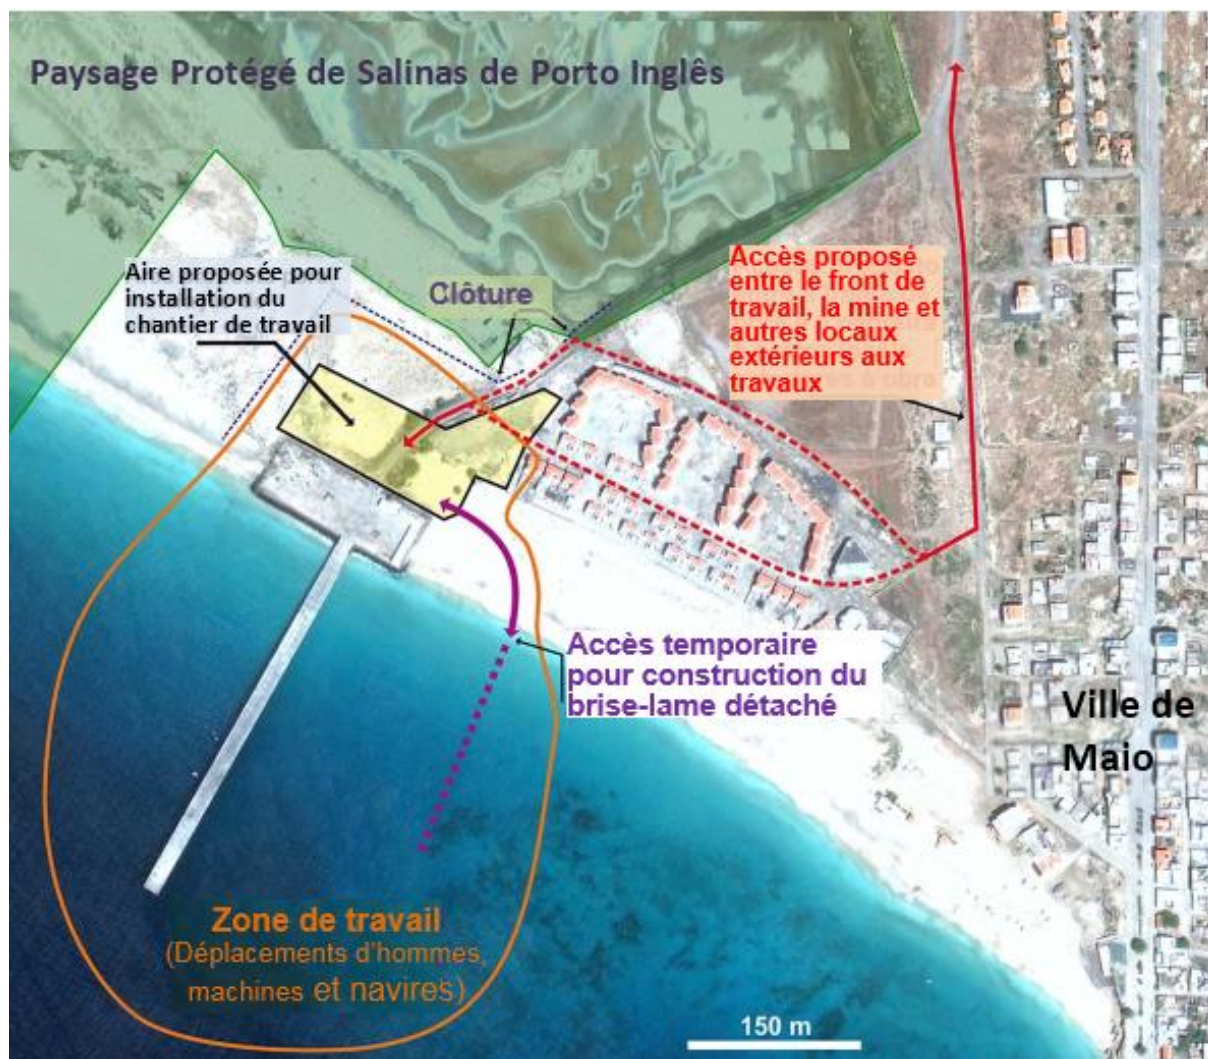 Paysage Protégé de Salinas de Porto Inglês
Aire proposée pour
installation du
chantier de travail
Clôture
Accès proposé
entre le front de
travail, la mine et
autres locaux
extérieurs aux
travaux
Accès temporaire
pour construction du
brise-lame détaché
Ville de
Maio
Zone de travail
(Déplacements d'hommes,
machines et navires)
150 m